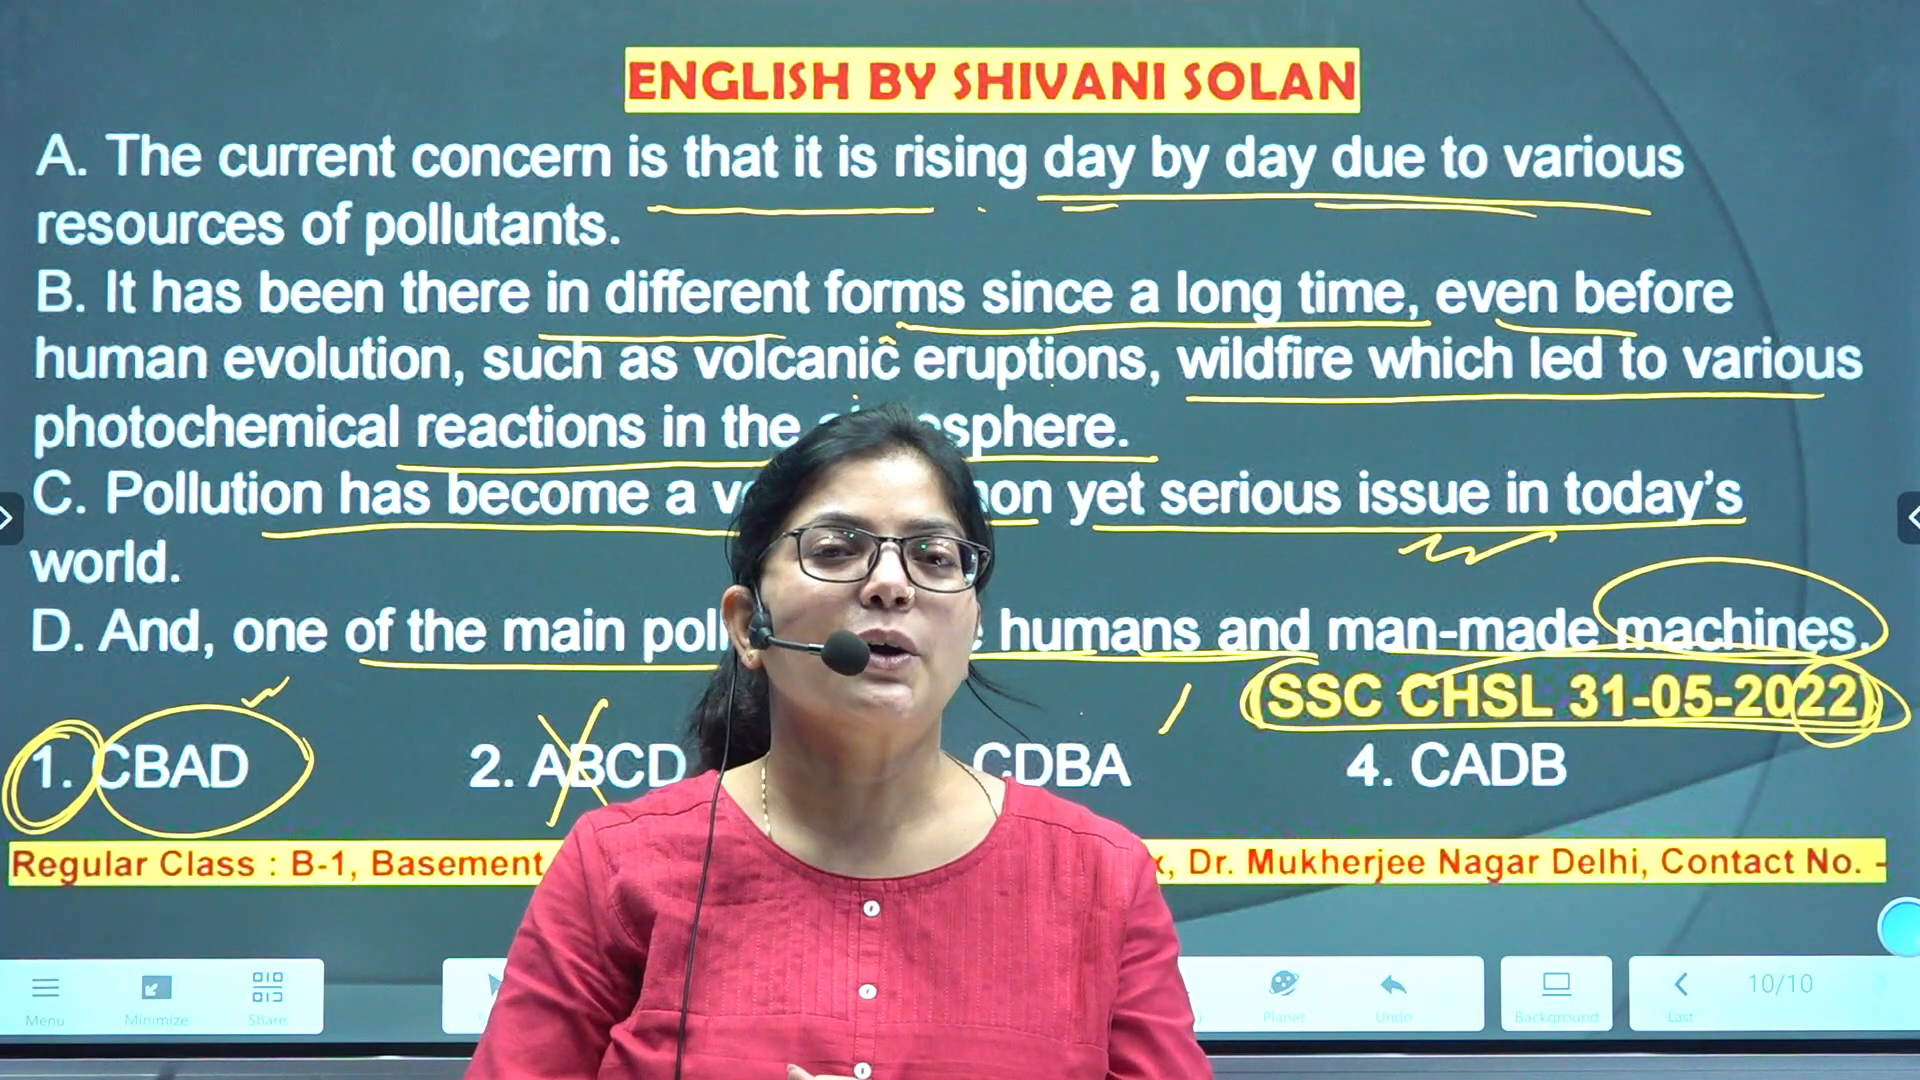 ENGLISH BY SHIVANI SOLAN
A. The current concern is that it is rising day by day due to various
resources of pollutants.
B. It has been there in different forms since a long time, even before
human evolution, such as volcanic eruptions, wildfire which led to various
photochemical reactions in the
C. Pollution has become a yet serious issue in today’s
world.
D. And, one of the main humans and man-made machines.
(SSC CHSL 31-05-2022)
1. CBAD 2. ABCD CDBA 4. CADB
Regular Class : B-1, Basement Dr. Mukherjee Nagar Delhi, Contact No. -
Menu Minimize Share Planet Undo Background Last 10/10